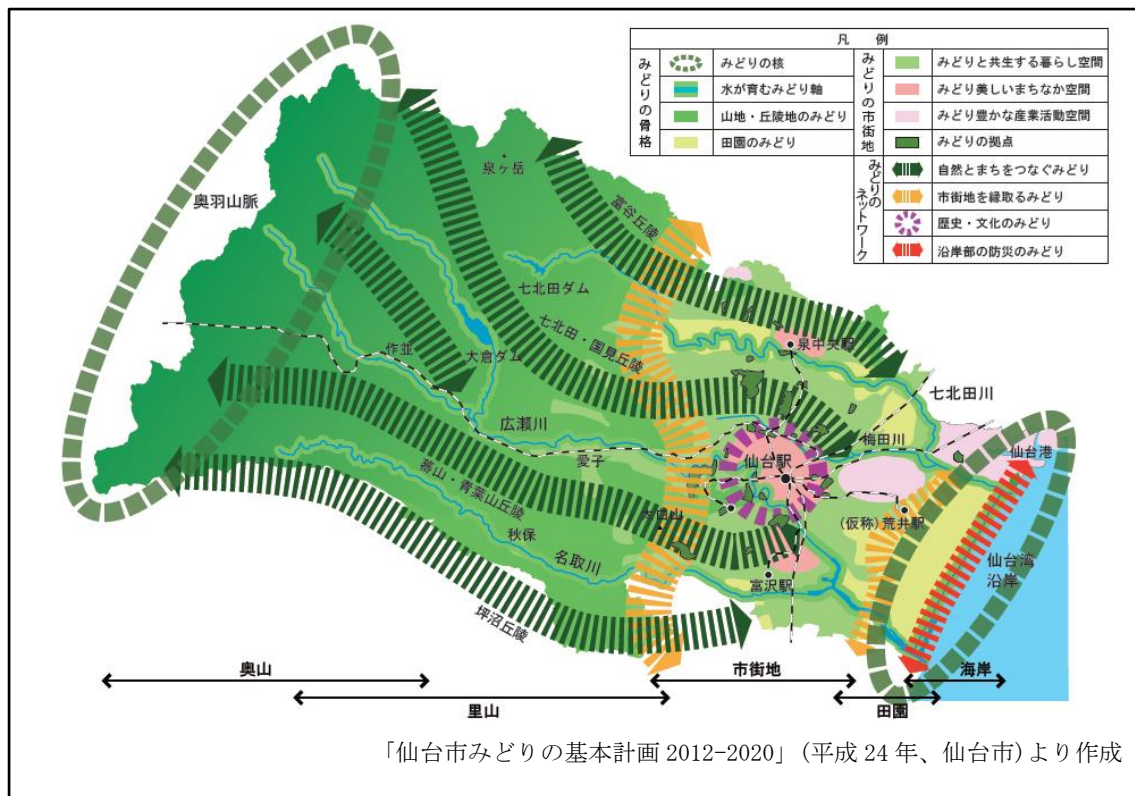 凡 例
みどりの骨格
みどりの核
水が育むみどり軸
山地・丘陵地のみどり
田園のみどり
みどりの市街地
みどりと共生する暮らし空間
みどり美しいまちなか空間
みどり豊かな産業活動空間
みどりの拠点
みどりのネットワーク
自然とまちをつなぐみどり
市街地を縁取るみどり
歴史・文化のみどり
沿岸部の防災のみどり
泉ヶ岳
奥羽山脈
富谷丘陵
七北田ダム
七北田・国見丘陵
作並
大倉ダム
泉中央駅
七北田川
広瀬川
梅田川
愛子
仙台駅
仙台港
蕃山・青葉山丘陵
太白山
(仮称)荒井駅
秋保
名取川
仙台湾
沿岸
富沢駅
坪沼丘陵
奥山
市街地
海岸
里山
田園
「仙台市みどりの基本計画 2012−2020」(平成 24 年、仙台市)より作成